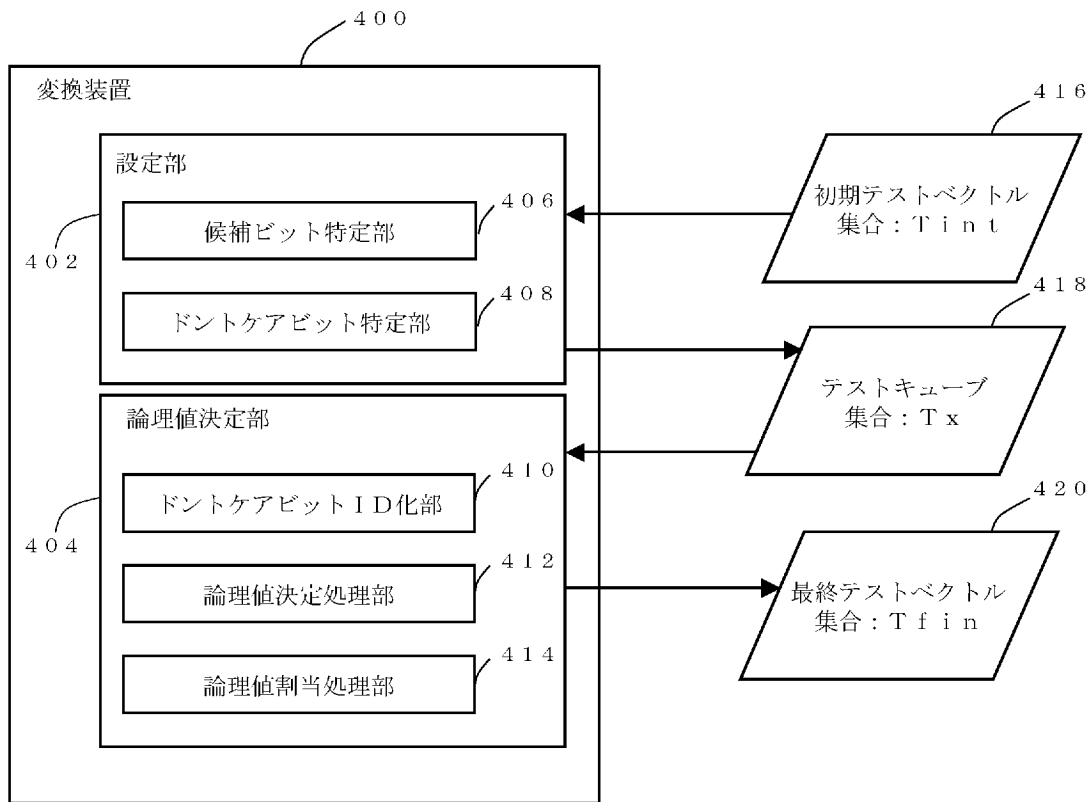 ４００
変換装置
４１６
設定部
４０６
初期テストベクトル
集合：Ｔｉｎｔ
候補ビット特定部
４０２
４０８
４１８
ドントケアビット特定部
テストキューブ
集合：Ｔｘ
論理値決定部
４１０
ドントケアビットＩＤ化部
４２０
４０４
４１２
論理値決定処理部
最終テストベクトル
集合：Ｔｆｉｎ
４１４
論理値割当処理部